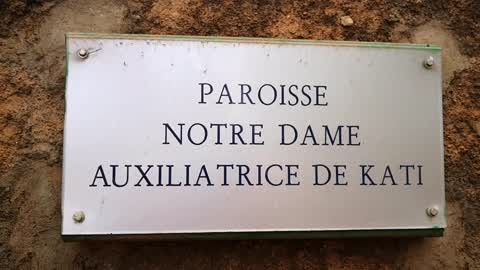 PAROISSE
NOTRE DAME
AUXILIATRICE DE KATI